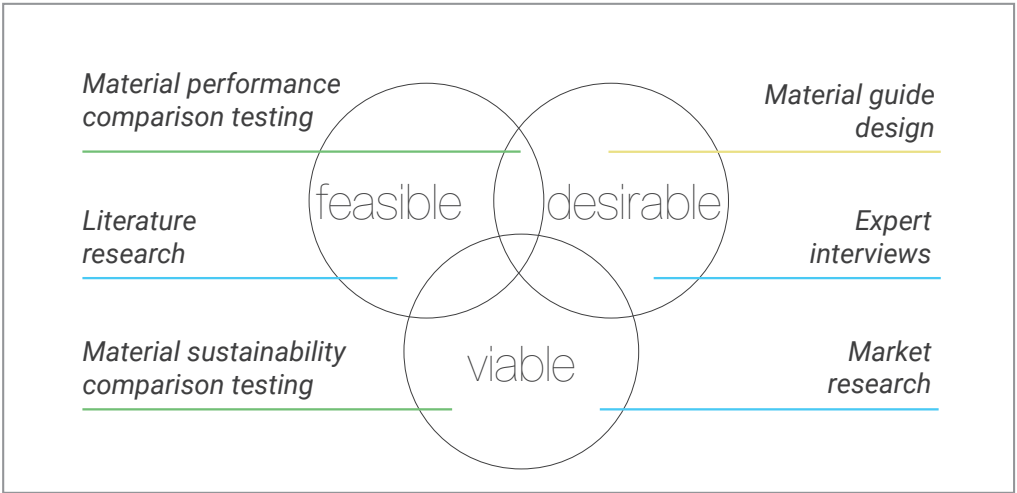 Material performance
comparison testing
Material guide
design
feasible
desirable
Literature
research
Expert
interviews
Material sustainability
comparison testing
viable
Market
research